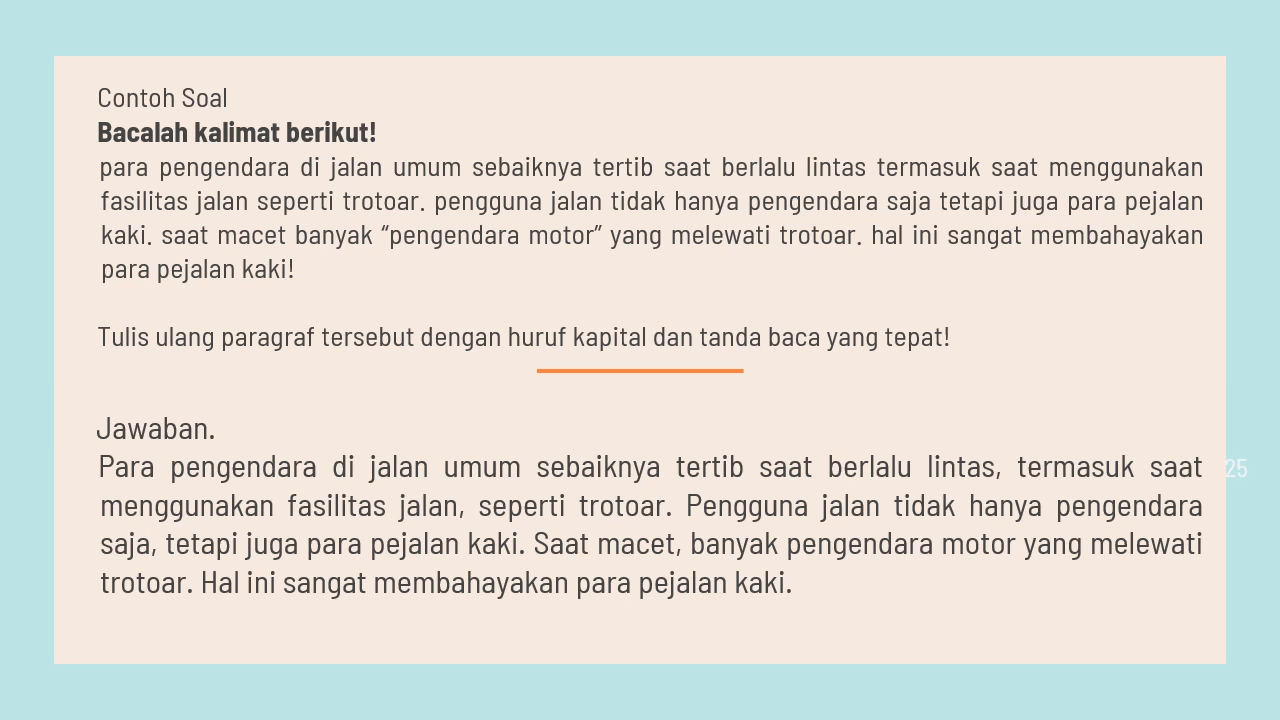 Contoh Soal
Bacalah kalimat berikut!
para pengendara di jalan umum sebaiknya tertib saat berlalu lintas termasuk saat menggunakan
fasilitas jalan seperti trotoar. pengguna jalan tidak hanya pengendara saja tetapi juga para pejalan
kaki. saat macet banyak “pengendara motor” yang melewati trotoar. hal ini sangat membahayakan
para pejalan kaki!
Tulis ulang paragraf tersebut dengan huruf kapital dan tanda baca yang tepat!
Jawaban.
Para pengendara di jalan umum sebaiknya tertib saat berlalu lintas, termasuk saat
menggunakan fasilitas jalan, seperti trotoar. Pengguna jalan tidak hanya pengendara
saja, tetapi juga para pejalan kaki. Saat macet, banyak pengendara motor yang melewati
trotoar. Hal ini sangat membahayakan para pejalan kaki.
25